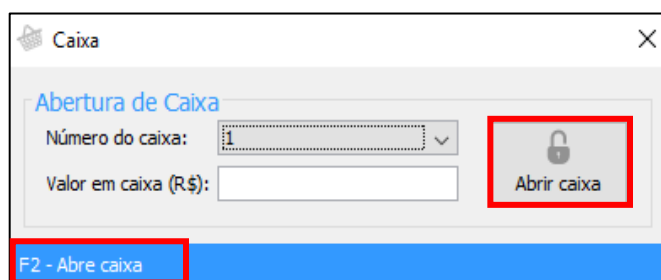 Caixa
Abertura de Caixa
Número do caixa: 1
Valor em caixa (R$):
Abrir caixa
F2 - Abre caixa